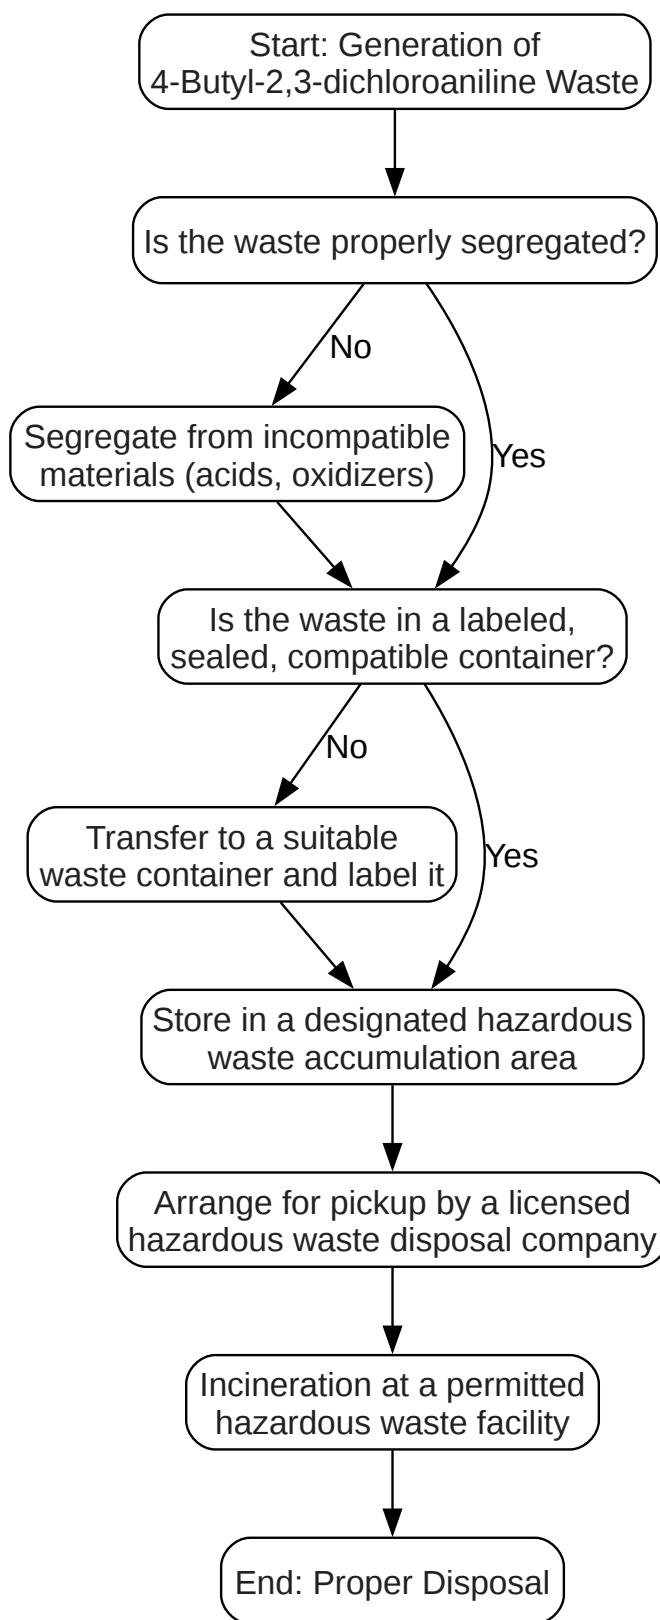 Start: Generation of
4-Butyl-2,3-dichloroaniline Waste
Is the waste properly segregated?
No
Segregate from incompatible
materials (acids, oxidizers)
Yes
Is the waste in a labeled,
sealed, compatible container?
No
Transfer to a suitable
waste container and label it
Yes
Store in a designated hazardous
waste accumulation area
Arrange for pickup by a licensed
hazardous waste disposal company
Incineration at a permitted
hazardous waste facility
End: Proper Disposal